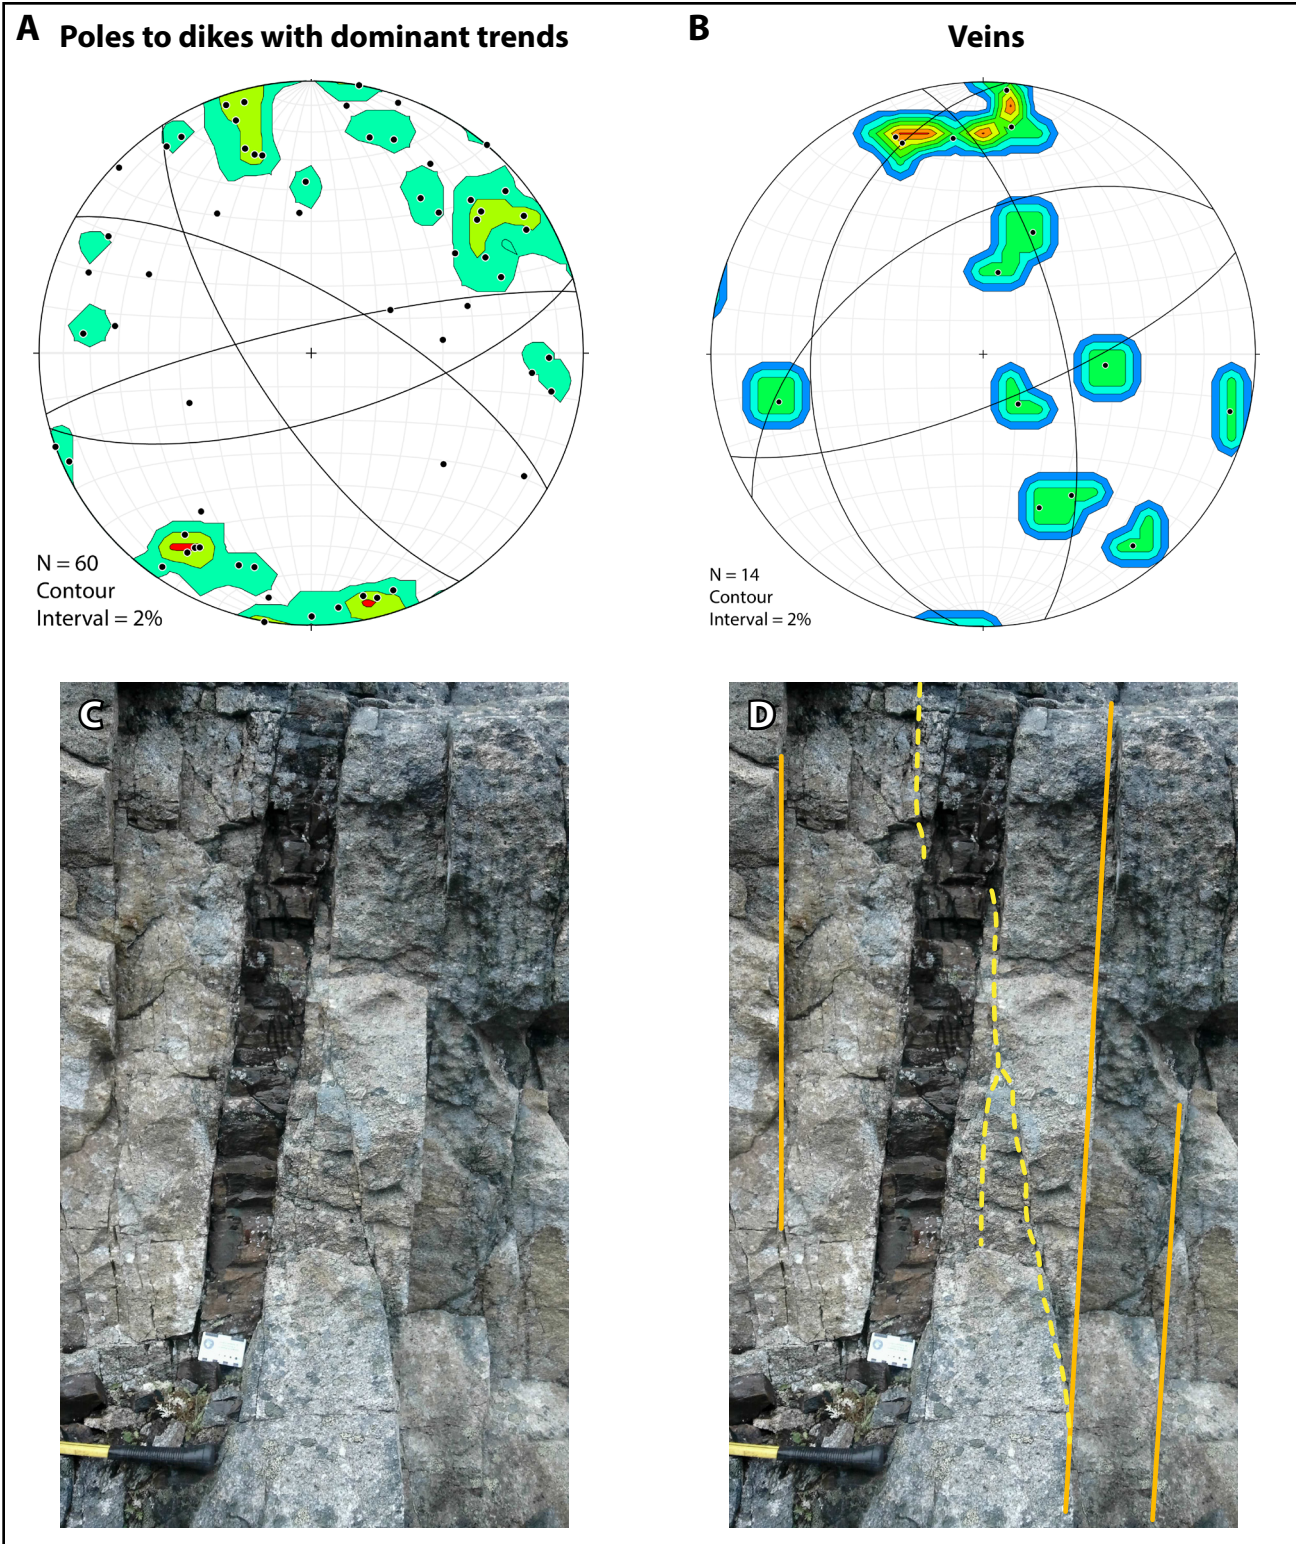 A Poles to dikes with dominant trends
B Veins
N = 60
Contour
Interval = 2%
N = 14
Contour
Interval = 2%
C
D